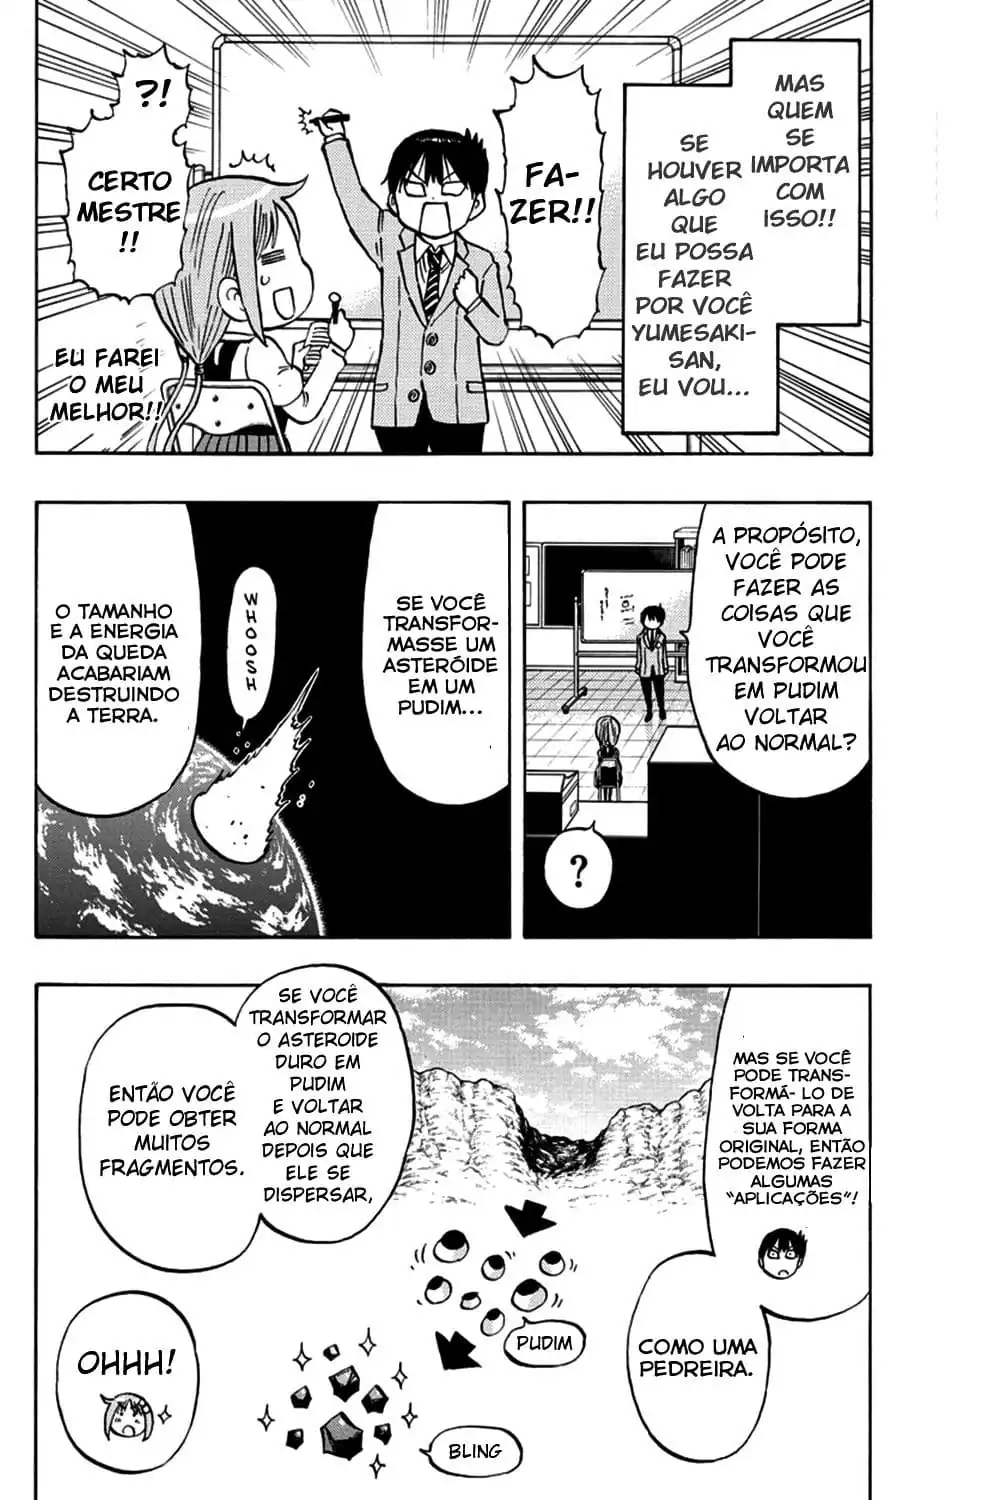 MAS
QUEM
SE
IMPORTA
COM
ISSO!!
SE
HOUVER
ALGO
QUE
EU POSSA
FAZER
POR VOCÊ
YUMESAKI-
SAN,
EU VOU...
FA-
ZER!!
?!
CERTO
MESTRE
!!
EU FAREI
O MEU
MELHOR!!
A PROPÓSITO,
VOCÊ PODE
FAZER AS
COISAS QUE
VOCÊ
TRANSFORMOU
EM PUDIM
VOLTAR
AO NORMAL?
?
SE VOCÊ
TRANSFOR-
MASSE UM
ASTERÓIDE
EM UM
PUDIM...
WHOOSH
O TAMANHO
E A ENERGIA
DA QUEDA
ACABARIAM
DESTRUINDO
A TERRA.
MAS SE VOCÊ
PODE TRANS-
FORMÁ- LO DE
VOLTA PARA A
SUA FORMA
ORIGINAL, ENTÃO
PODEMOS FAZER
ALGUMAS
"APLICAÇÕES"!
COMO UMA
PEDREIRA.
SE VOCÊ
TRANSFORMAR
O ASTEROIDE
DURO EM
PUDIM
E VOLTAR
AO NORMAL
DEPOIS QUE
ELE SE
DISPERSAR,
ENTÃO VOCÊ
PODE OBTER
MUITOS
FRAGMENTOS.
PUDIM
BLING
OHHH!